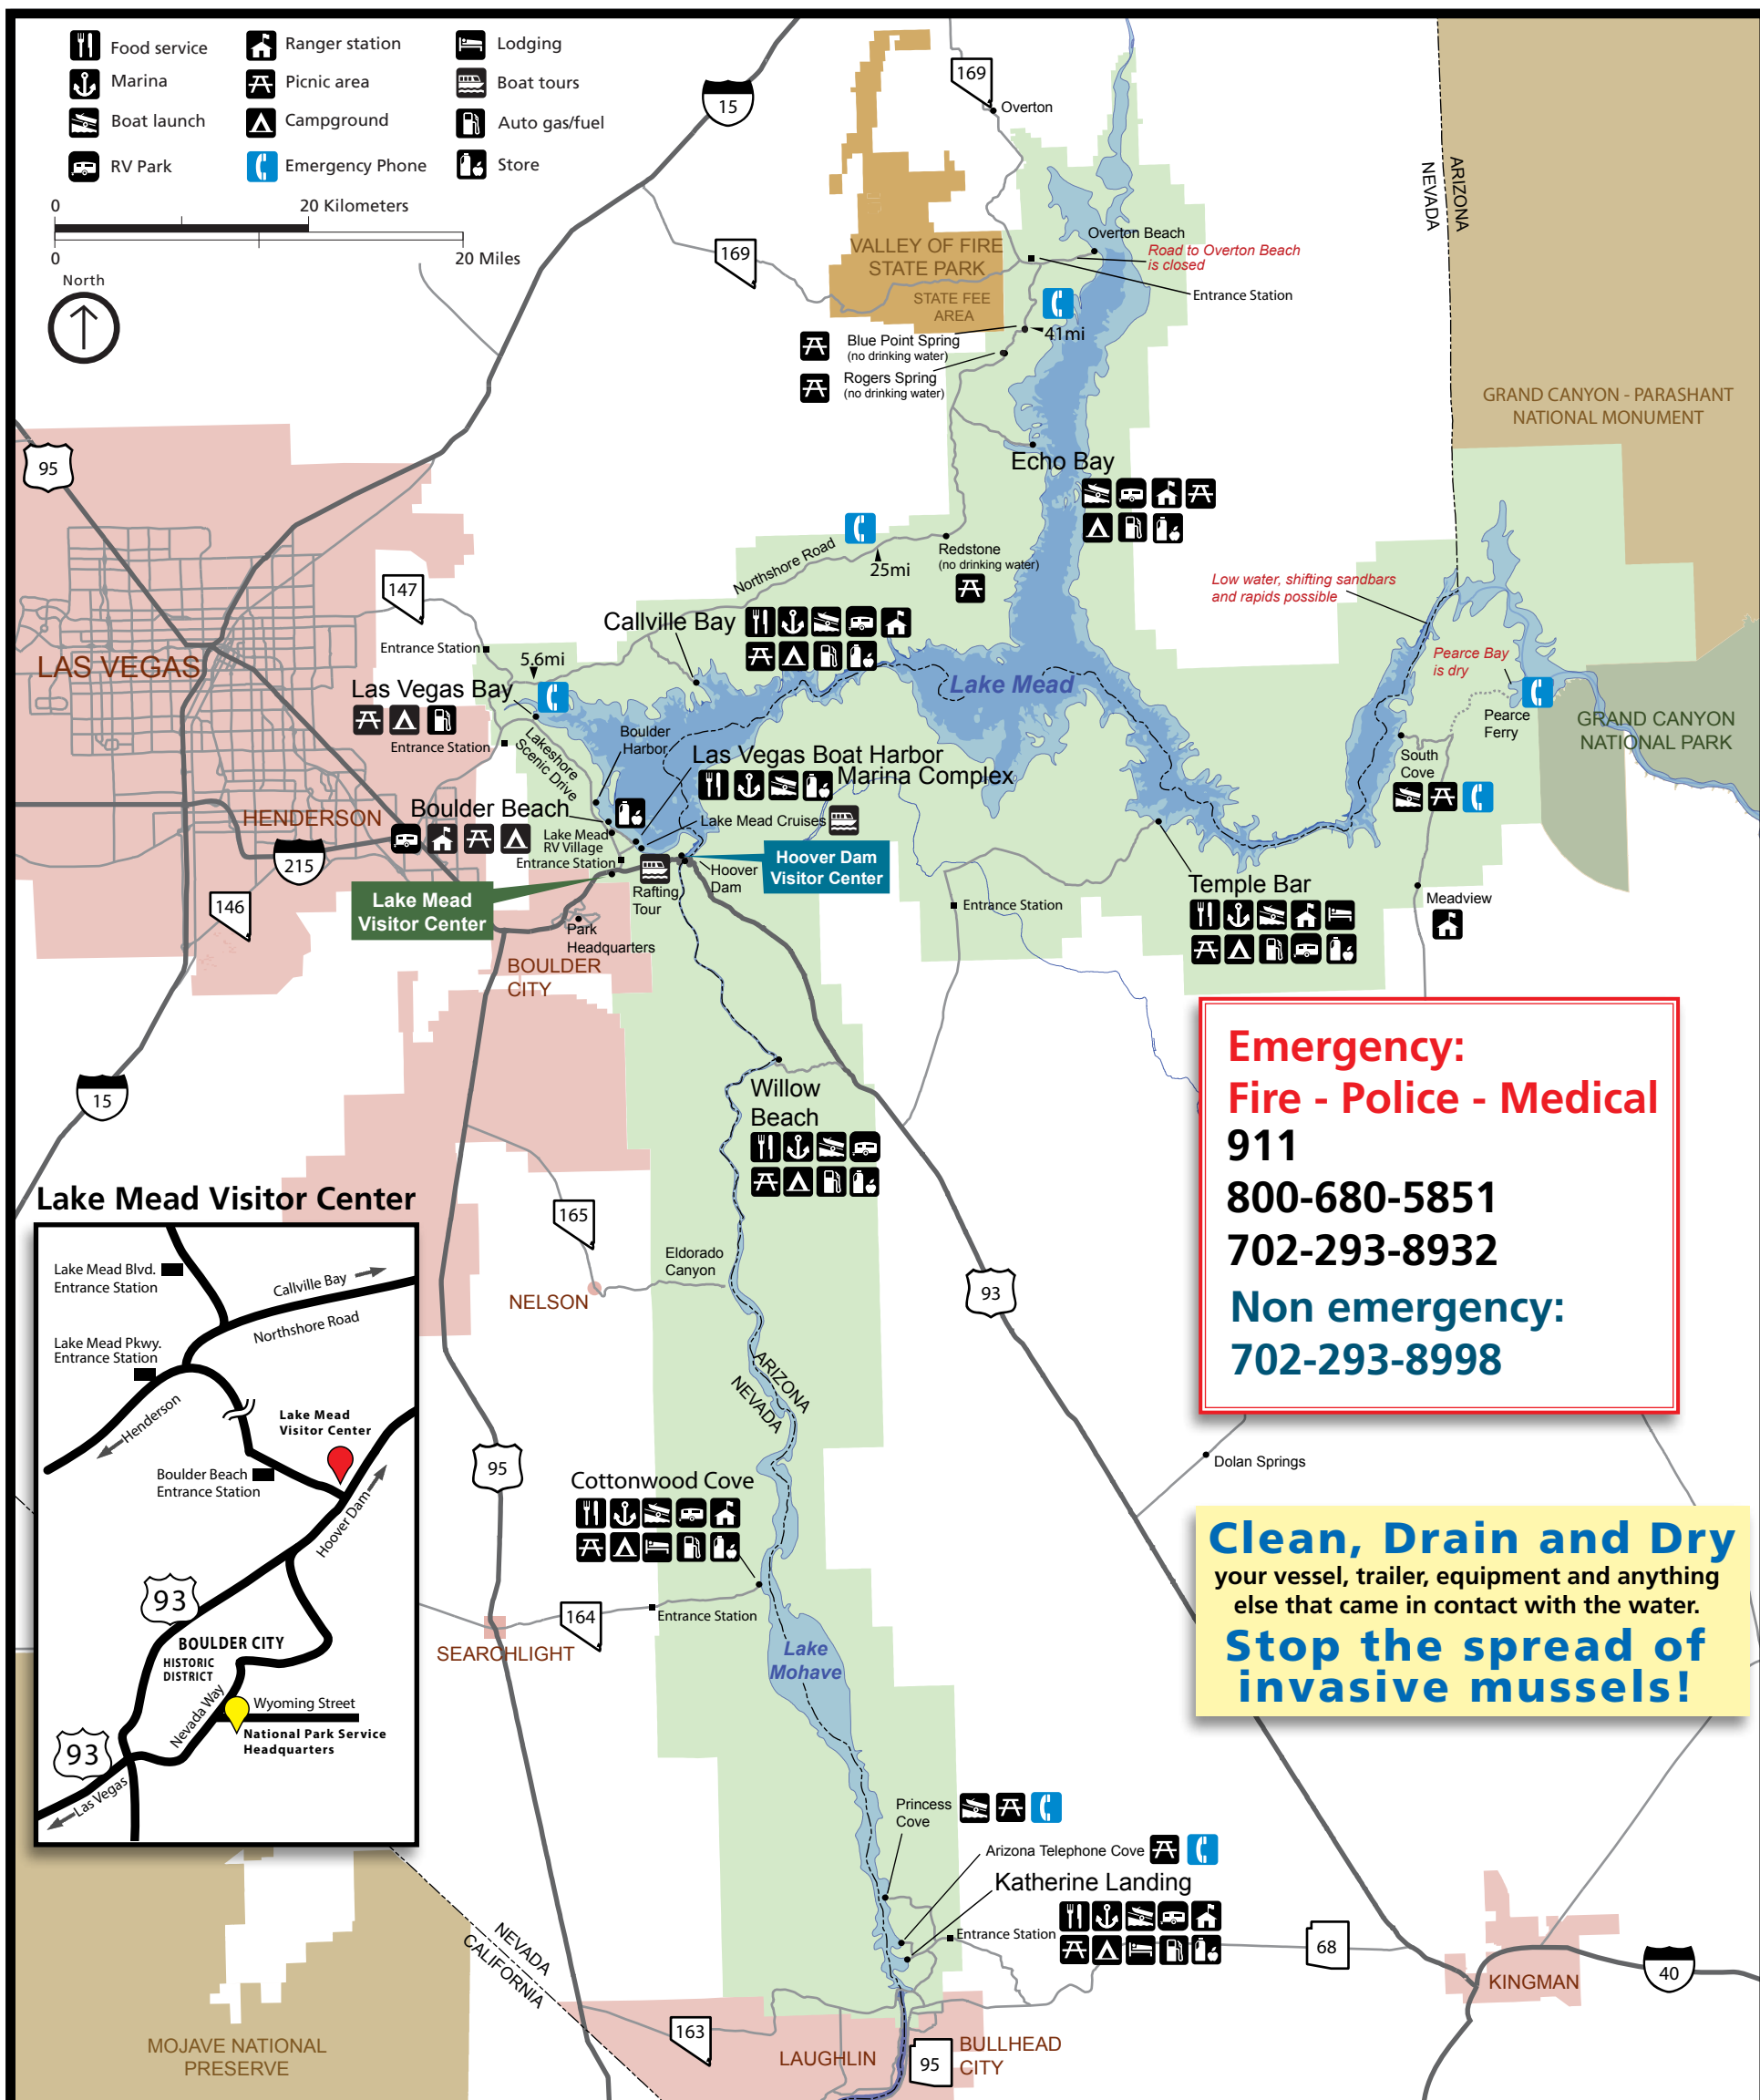 Food service
Marina
Boat launch
RV Park
Ranger station
Picnic area
Campground
Emergency Phone
Lodging
Boat tours
Auto gas/fuel
Store
0
20 Kilometers
0
20 Miles
North
15
169
Overton
169
VALLEY OF FIRE
STATE PARK
STATE FEE
AREA
Overton Beach
Road to Overton Beach
is closed
Entrance Station
41mi
Blue Point Spring
(no drinking water)
Rogers Spring
(no drinking water)
NEVADA
ARIZONA
GRAND CANYON - PARASHANT
NATIONAL MONUMENT
95
Echo Bay
Redstone
(no drinking water)
Northshore Road
25mi
147
Entrance Station
LAS VEGAS
5.6mi
Las Vegas Bay
Entrance Station
Callville Bay
Lake Mead
Low water, shifting sandbars
and rapids possible
Pearce Bay
is dry
Pearce
Ferry
GRAND CANYON
NATIONAL PARK
South
Cove
Boulder
Harbor
Lakeshore
Scenic Drive
Las Vegas Boat Harbor
Marina Complex
Boulder Beach
Lake Mead Cruises
Lake Mead
RV Village
Entrance Station
HENDERSON
215
146
Hoover Dam
Visitor Center
Hoover
Dam
Rafting
Tour
Lake Mead
Visitor Center
Park
Headquarters
BOULDER
CITY
Entrance Station
Temple Bar
Meadview
15
Willow
Beach
Emergency:
Fire - Police - Medical
911
800-680-5851
702-293-8932
Non emergency:
702-293-8998
165
Eldorado
Canyon
NELSON
93
ARIZONA
NEVADA
95
Dolan Springs
Cottonwood Cove
164
Entrance Station
SEARCHLIGHT
Lake
Mohave
Clean, Drain and Dry
your vessel, trailer, equipment and anything
else that came in contact with the water.
Stop the spread of
invasive mussels!
Lake Mead Visitor Center
Lake Mead Blvd.
Entrance Station
Callville Bay
Northshore Road
Lake Mead Pkwy.
Entrance Station
Henderson
Lake Mead
Visitor Center
Boulder Beach
Entrance Station
Hoover Dam
93
BOULDER CITY
HISTORIC
DISTRICT
Nevada Way
Wyoming Street
National Park Service
Headquarters
93
Las Vegas
Princess
Cove
Arizona Telephone Cove
Katherine Landing
Entrance Station
68
KINGMAN
40
NEVADA
CALIFORNIA
MOJAVE NATIONAL
PRESERVE
163
LAUGHLIN
95
BULLHEAD
CITY